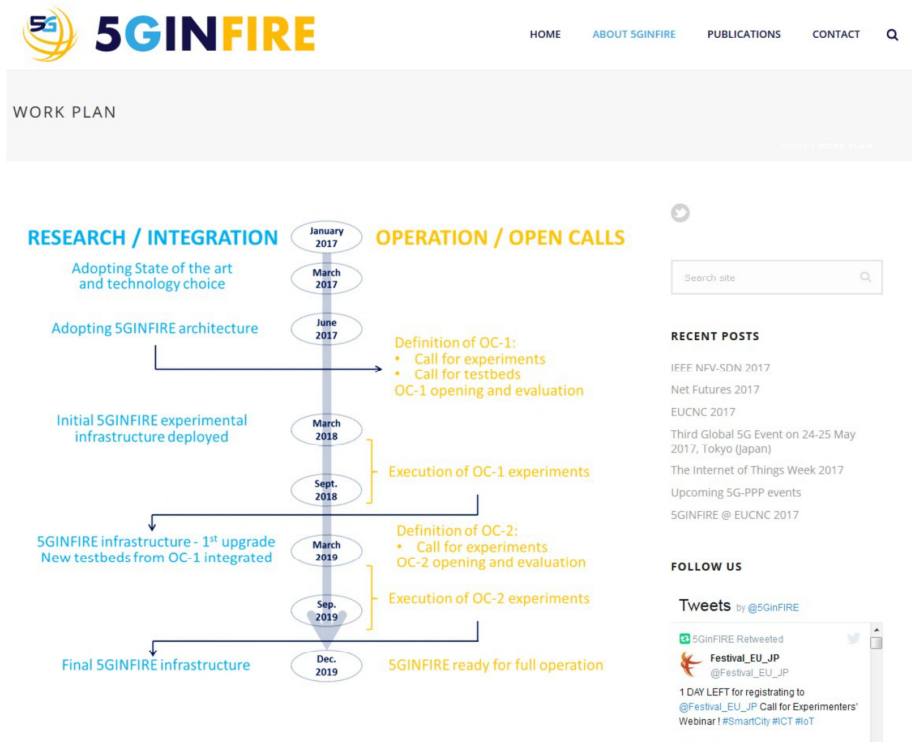 5G 5GINFIRE
HOME ABOUT 5GINFIRE PUBLICATIONS CONTACT
WORK PLAN
RESEARCH / INTEGRATION
January
2017
OPERATION / OPEN CALLS
Adopting State of the art
and technology choice
March
2017
Adopting 5GINFIRE architecture
June
2017
Definition of OC-1:
• Call for experiments
• Call for testbeds
OC-1 opening and evaluation
Initial 5GINFIRE experimental
infrastructure deployed
March
2018
Execution of OC-1 experiments
Sept.
2018
5GINFIRE infrastructure - 1st upgrade
New testbeds from OC-1 integrated
March
2019
Definition of OC-2:
• Call for experiments
OC-2 opening and evaluation
Execution of OC-2 experiments
Sep.
2019
Final 5GINFIRE infrastructure
Dec.
2019
5GINFIRE ready for full operation
Search site
RECENT POSTS
IEEE NFV-SDN 2017
Net Futures 2017
EUCNC 2017
Third Global 5G Event on 24-25 May
2017, Tokyo (Japan)
The Internet of Things Week 2017
Upcoming 5G-PPP events
5GINFIRE @ EUCNC 2017
FOLLOW US
Tweets by @5GinFIRE
5GinFIRE Retweeted
Festival_EU_JP
@Festival_EU_JP
1 DAY LEFT for registrating to
@Festival_EU_JP Call for Experimenters'
Webinar ! #SmartCity #ICT #IoT